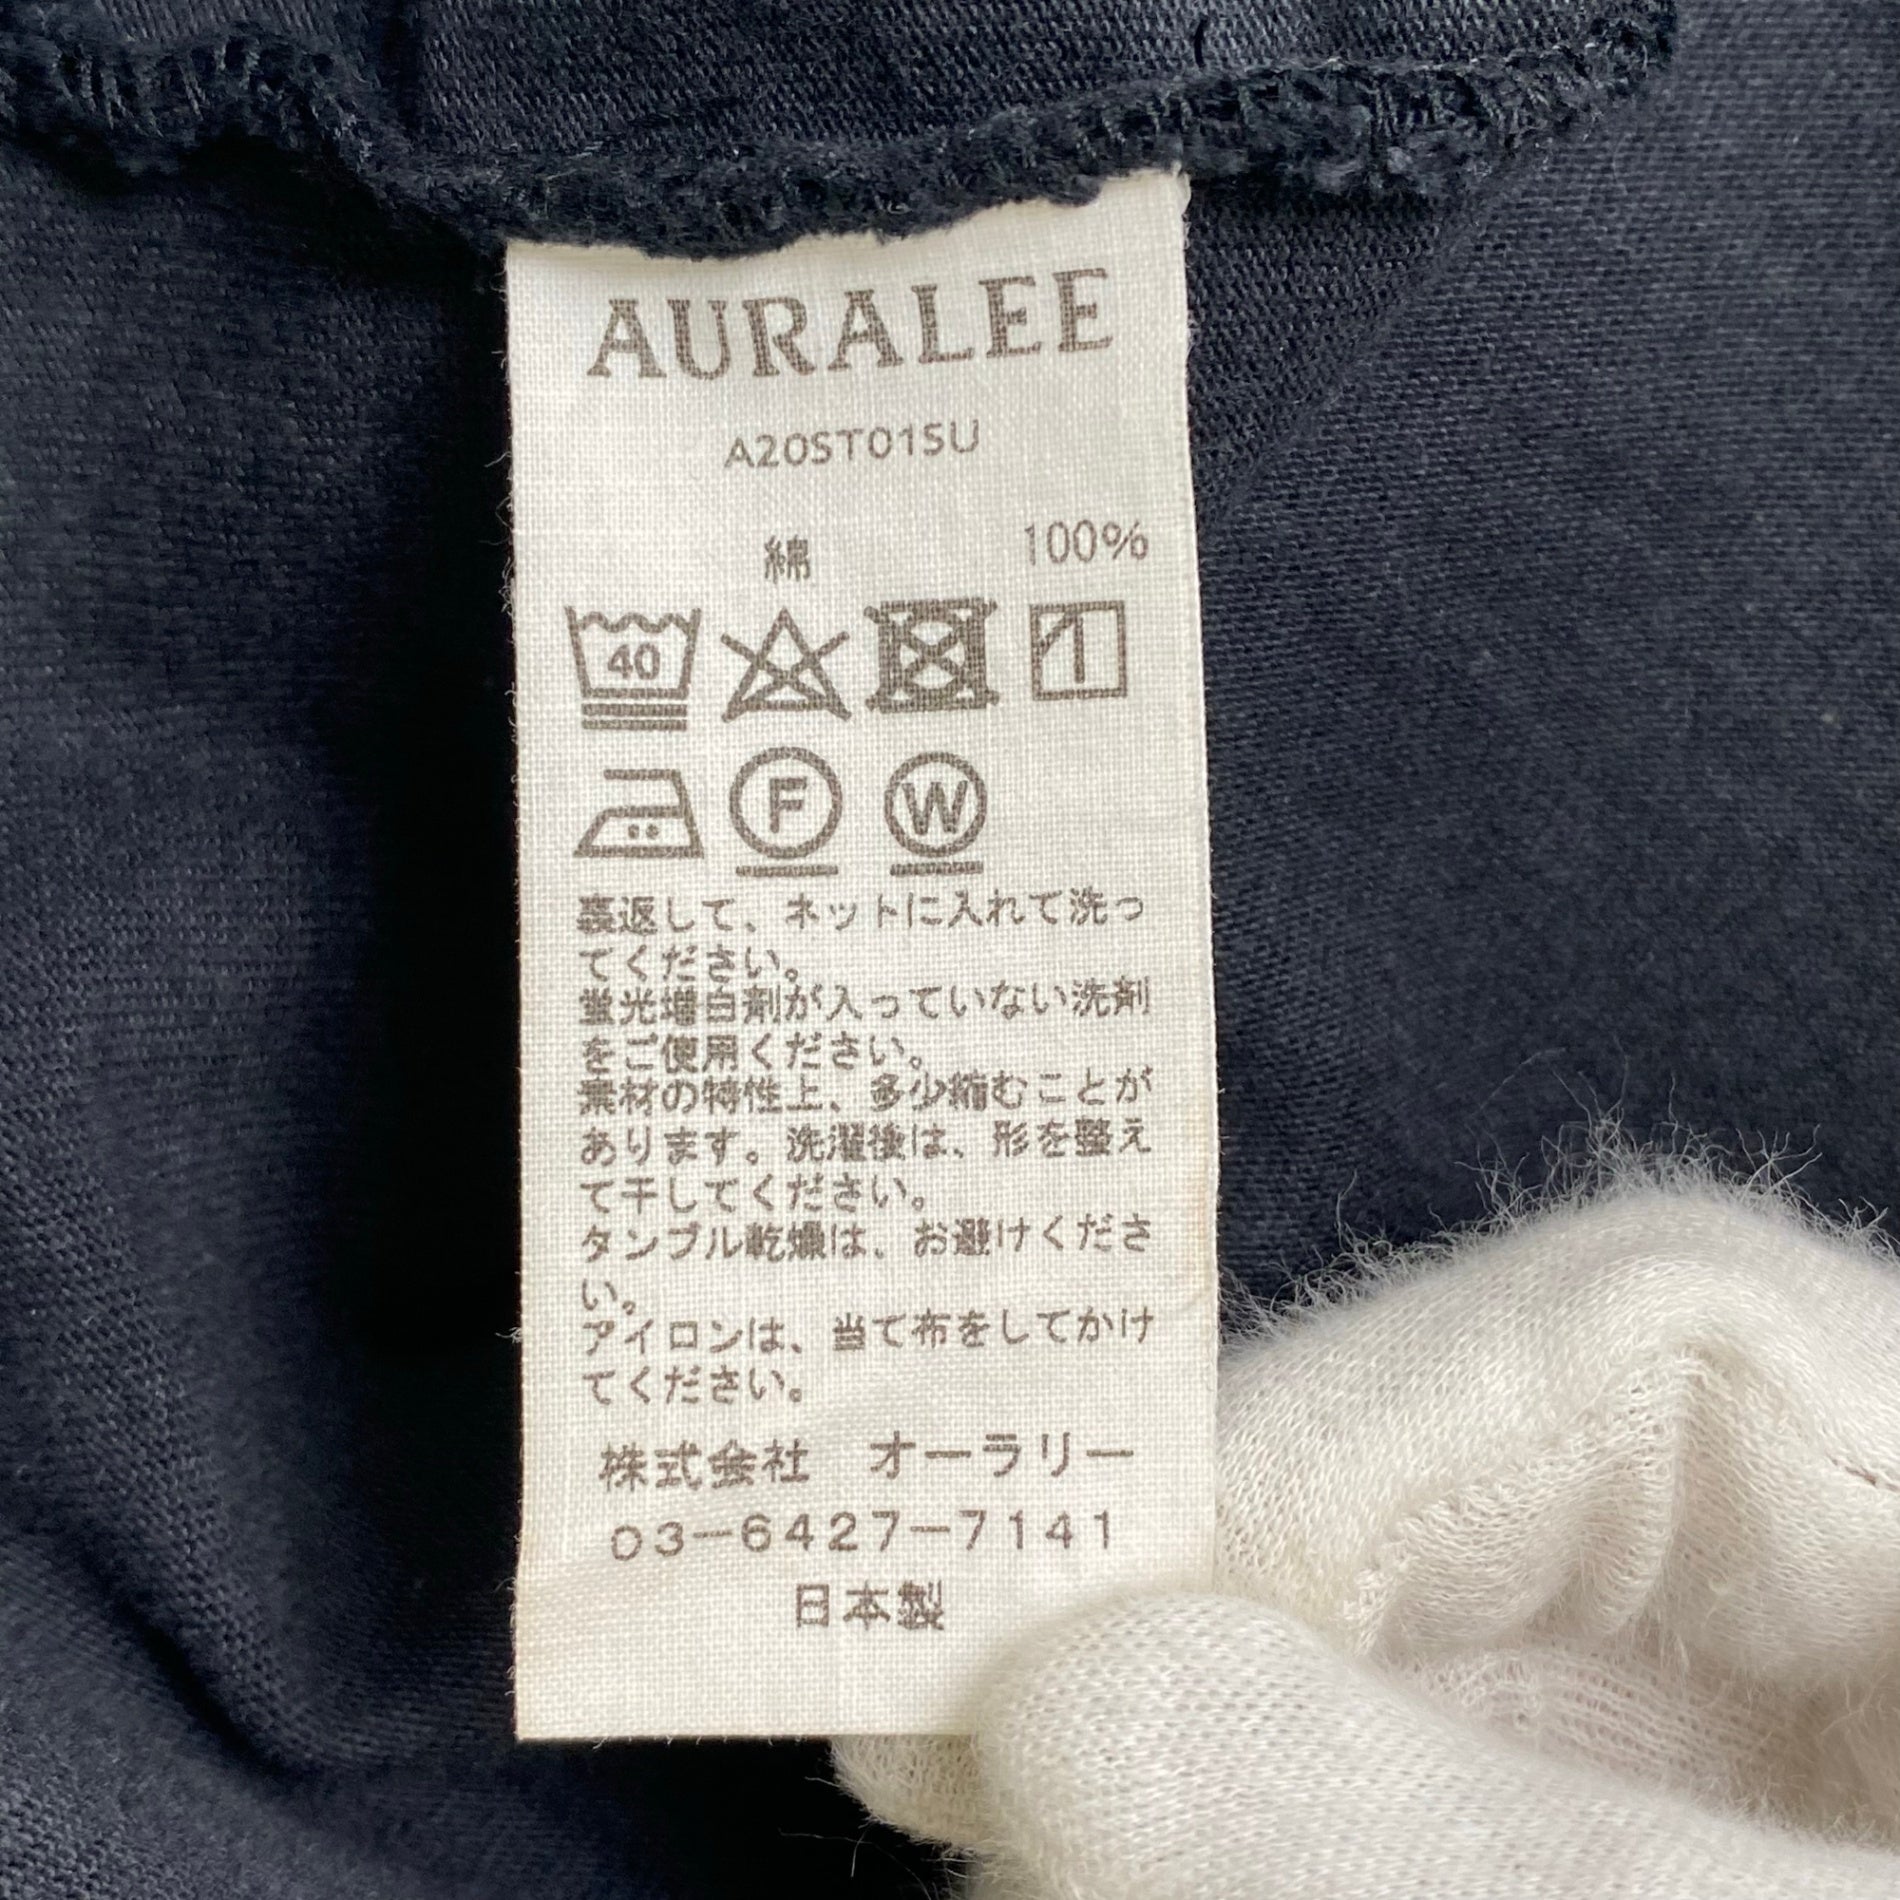 AURALEE
A20ST01SU
綿 100%
40
F W
裏返して、ネットに入れて洗っ
てください。
蛍光増白剤が入っていない洗剤
をご使用ください。
素材の特性上、多少縮むことが
あります。洗濯後は、形を整え
て干してください。
タンブル乾燥は、お避けくださ
い。
アイロンは、当て布をしてかけ
てください。
株式会社 オーラリー
03-6427-7141
日本製